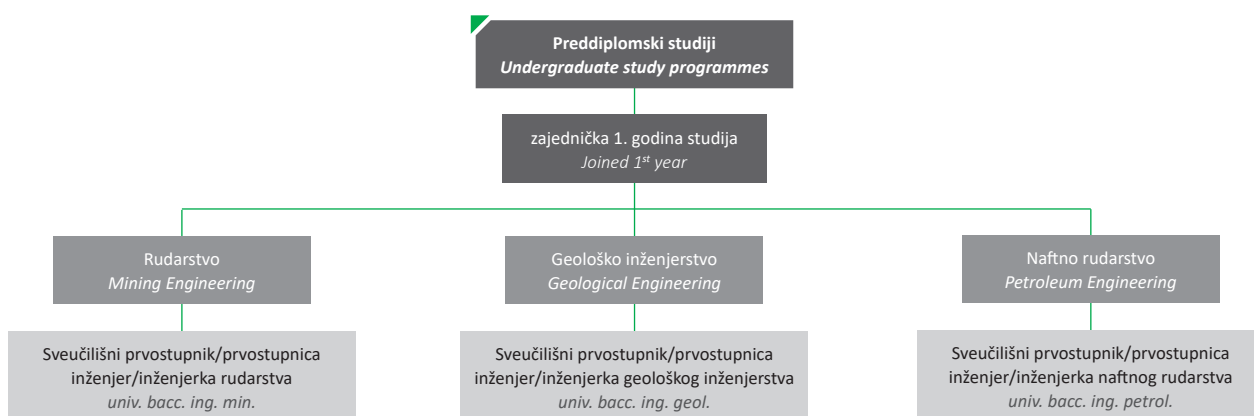 Preddiplomski studiji
Undergraduate study programmes
zajednička 1. godina studija
Joined 1st year
Rudarstvo
Mining Engineering
Geološko inženjerstvo
Geological Engineering
Naftno rudarstvo
Petroleum Engineering
Sveučilišni prvostupnik/prvostupnica
inženjer/inženjerka rudarstva
univ. bacc. ing. min.
Sveučilišni prvostupnik/prvostupnica
inženjer/inženjerka geološkog inženjerstva
univ. bacc. ing. geol.
Sveučilišni prvostupnik/prvostupnica
inženjer/inženjerka naftnog rudarstva
univ. bacc. ing. petrol.